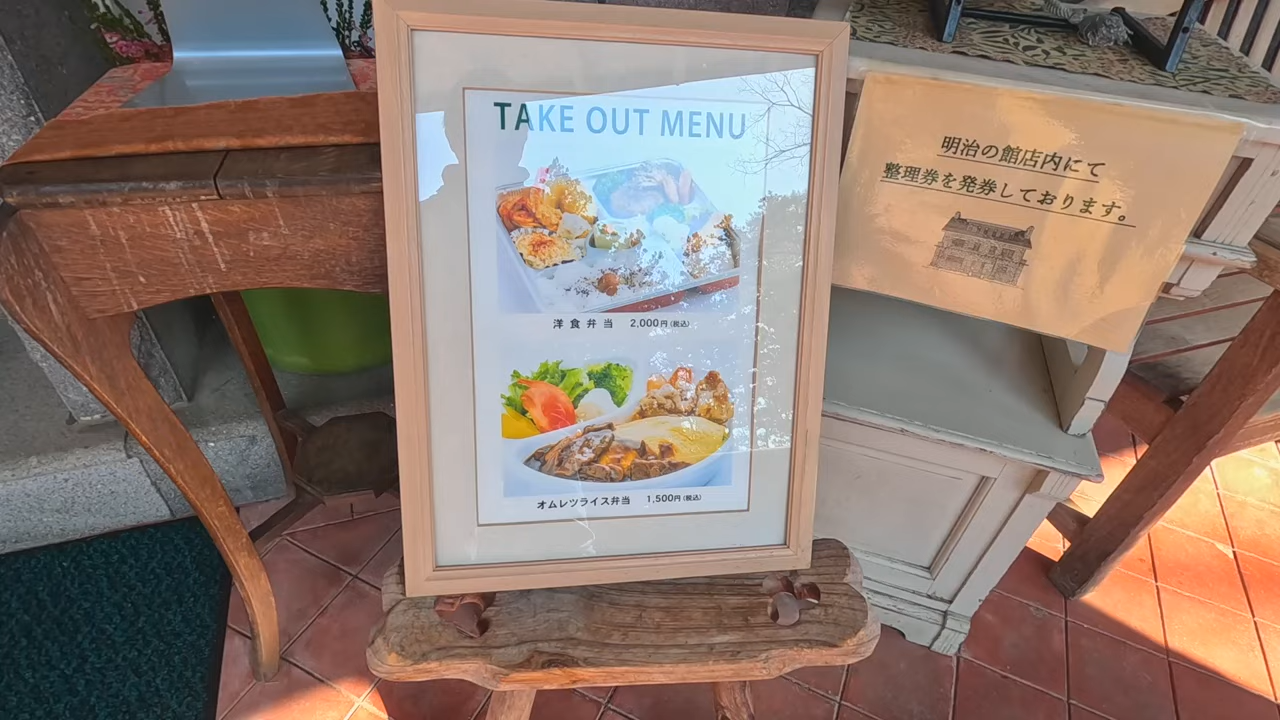 TAKE OUT MENU
洋食弁当 2,000円(税込)
オムレツライス弁当 1,500円(税込)
明治の館店内にて
整理券を発券しております。